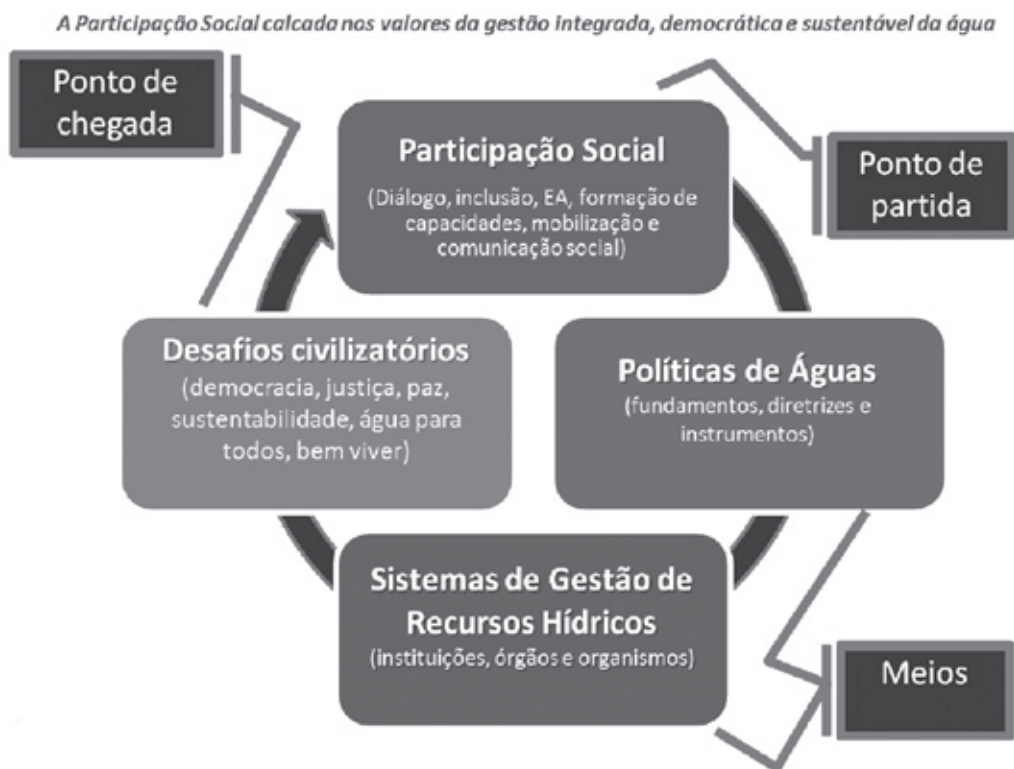 A Participação Social calcada nos valores da gestão integrada, democrática e sustentável da água
Ponto de
chegada
Participação Social
(Diálogo, inclusão, EA, formação de
capacidades, mobilização e
comunicação social)
Ponto de
partida
Desafios civilizatórios
(democracia, justiça, paz,
sustentabilidade, água para
todos, bem viver)
Políticas de Águas
(fundamentos, diretrizes e
instrumentos)
Sistemas de Gestão de
Recursos Hídricos
(instituições, órgãos e organismos)
Meios